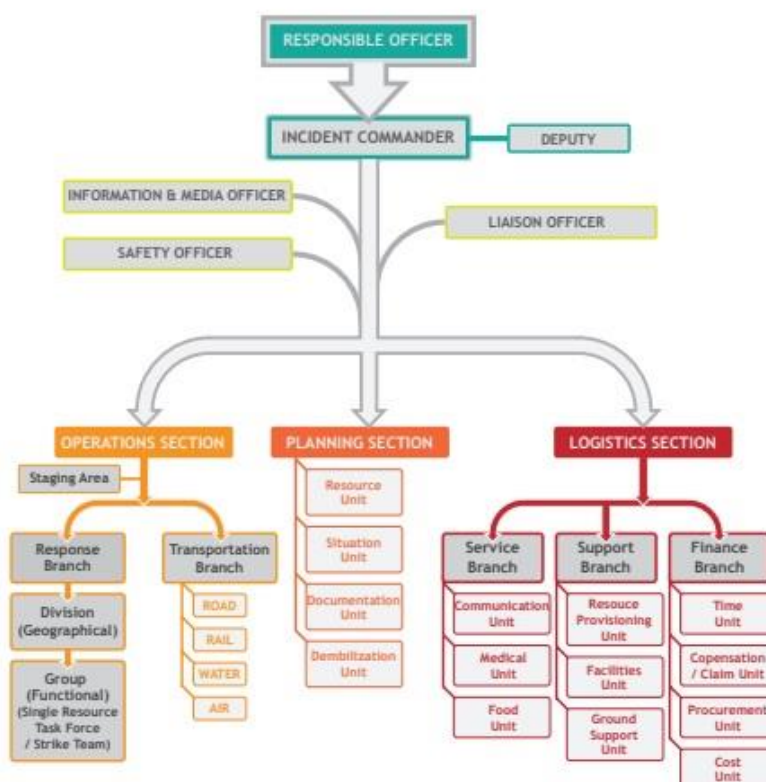 RESPONSIBLE OFFICER
INCIDENT COMMANDER
DEPUTY
INFORMATION & MEDIA OFFICER
LIAISON OFFICER
SAFETY OFFICER
OPERATIONS SECTION
Staging Area
Response
Branch
Division
(Geographical)
Group
(Functional)
(Single Resource
Task Force
/ Strike Team)
Transportation
Branch
ROAD
RAIL
WATER
AIR
PLANNING SECTION
Resource
Unit
Situation
Unit
Documentation
Unit
Dembilization
Unit
LOGISTICS SECTION
Service
Branch
Communication
Unit
Medical
Unit
Food
Unit
Support
Branch
Resouce
Provisioning
Unit
Facilities
Unit
Ground
Support
Unit
Finance
Branch
Time
Unit
Copensation
/ Claim Unit
Procurement
Unit
Cost
Unit